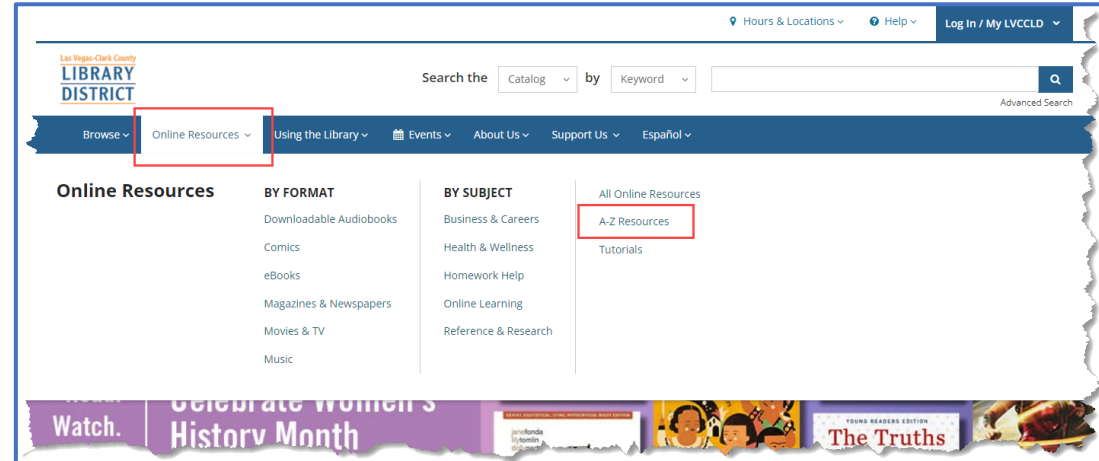 Hours & Locations
Help
Log In / My LVCCLD
Las Vegas-Clark County
LIBRARY
DISTRICT
Search the Catalog by Keyword
Advanced Search
Browse Online Resources Using the Library Events About Us Support Us Español
Online Resources
BY FORMAT
Downloadable Audiobooks
Comics
eBooks
Magazines & Newspapers
Movies & TV
Music
BY SUBJECT
Business & Careers
Health & Wellness
Homework Help
Online Learning
Reference & Research
All Online Resources
A-Z Resources
Tutorials
Watch.
Celebrate Women's
History Month
janefonda
lilytomlin
YOUNG READERS EDITION
The Truths